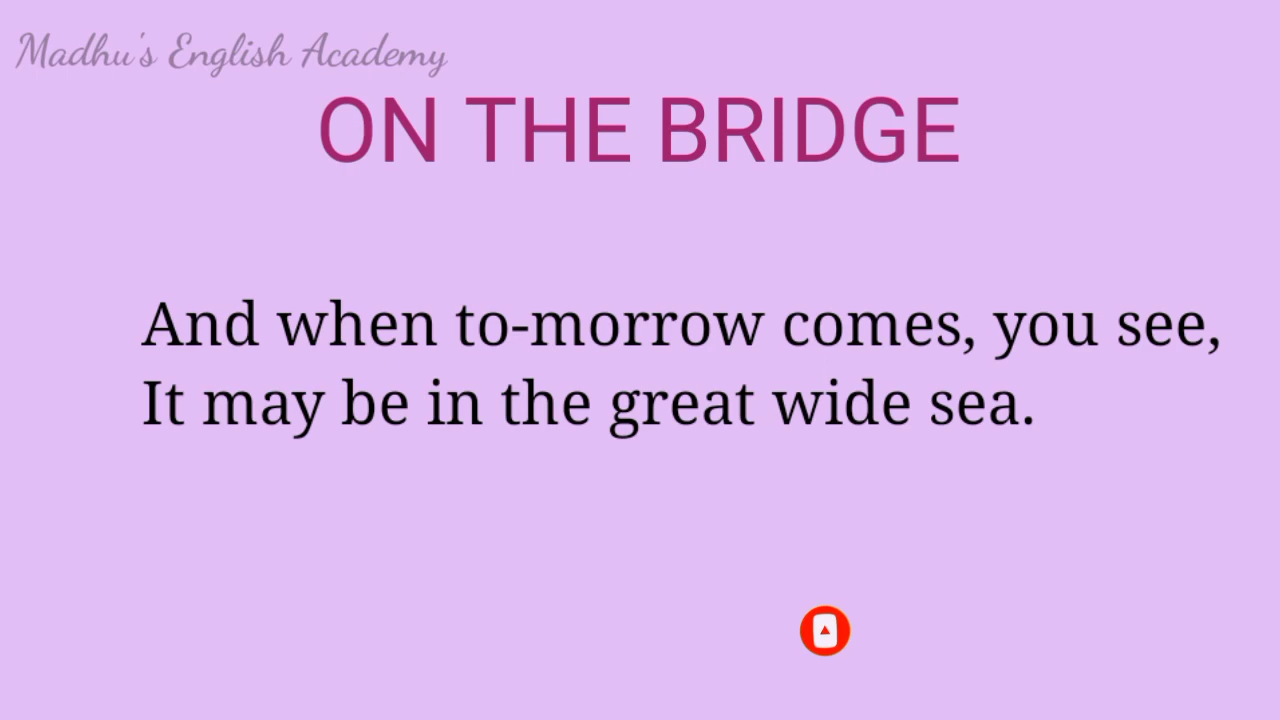 Madhu's English Academy
ON THE BRIDGE
And when to-morrow comes, you see,
It may be in the great wide sea.